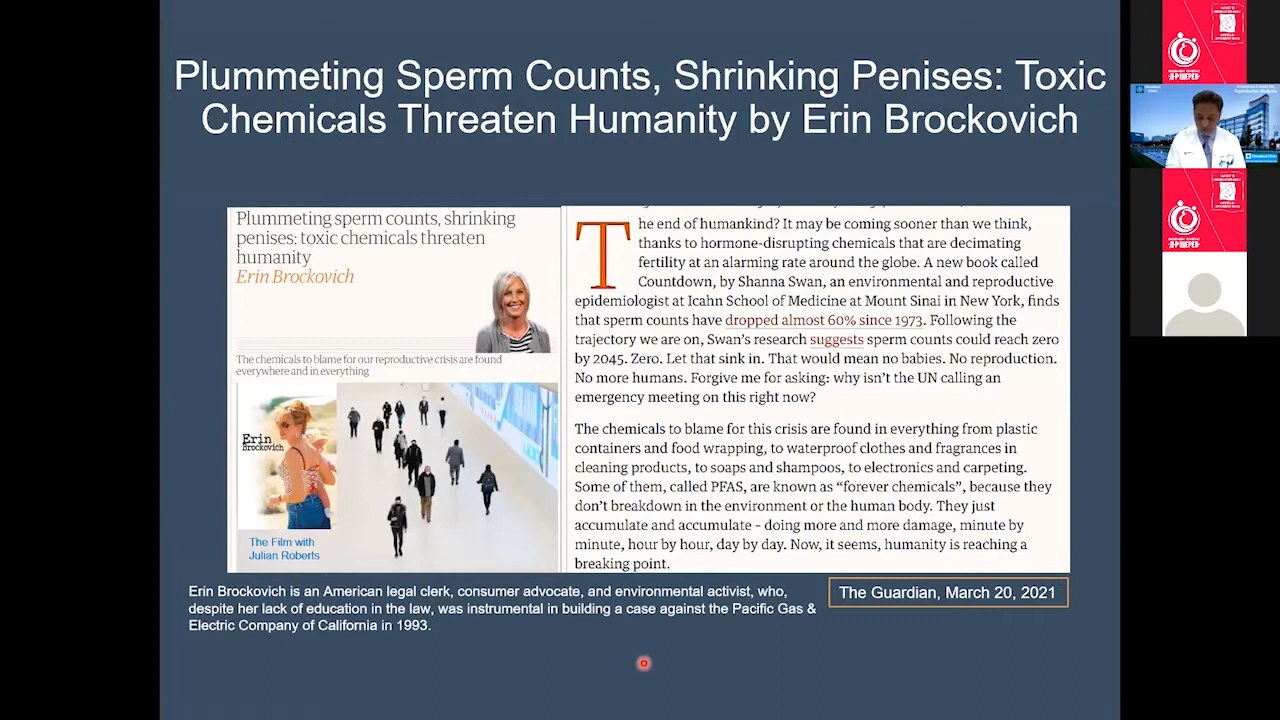 Plummeting Sperm Counts, Shrinking Penises: Toxic
Chemicals Threaten Humanity by Erin Brockovich
Plummeting sperm counts, shrinking
penises: toxic chemicals threaten
humanity
Erin Brockovich
The chemicals to blame for our reproductive crisis are found
everywhere and in everything
Erin
Brockovich
The Film with
Julian Roberts
The end of humankind? It may be coming sooner than we think,
thanks to hormone-disrupting chemicals that are decimating
fertility at an alarming rate around the globe. A new book called
Countdown, by Shanna Swan, an environmental and reproductive
epidemiologist at Icahn School of Medicine at Mount Sinai in New York, finds
that sperm counts have dropped almost 60% since 1973. Following the
trajectory we are on, Swan's research suggests sperm counts could reach zero
by 2045. Zero. Let that sink in. That would mean no babies. No reproduction.
No more humans. Forgive me for asking: why isn't the UN calling an
emergency meeting on this right now?
The chemicals to blame for this crisis are found in everything from plastic
containers and food wrapping, to waterproof clothes and fragrances in
cleaning products, to soaps and shampoos, to electronics and carpeting.
Some of them, called PFAS, are known as “forever chemicals”, because they
don't breakdown in the environment or the human body. They just
accumulate and accumulate – doing more and more damage, minute by
minute, hour by hour, day by day. Now, it seems, humanity is reaching a
breaking point.
Erin Brockovich is an American legal clerk, consumer advocate, and environmental activist, who,
despite her lack of education in the law, was instrumental in building a case against the Pacific Gas &
Electric Company of California in 1993.
The Guardian, March 20, 2021
Д-Р ЩЕРЕВ
Д-Р ЩЕРЕВ